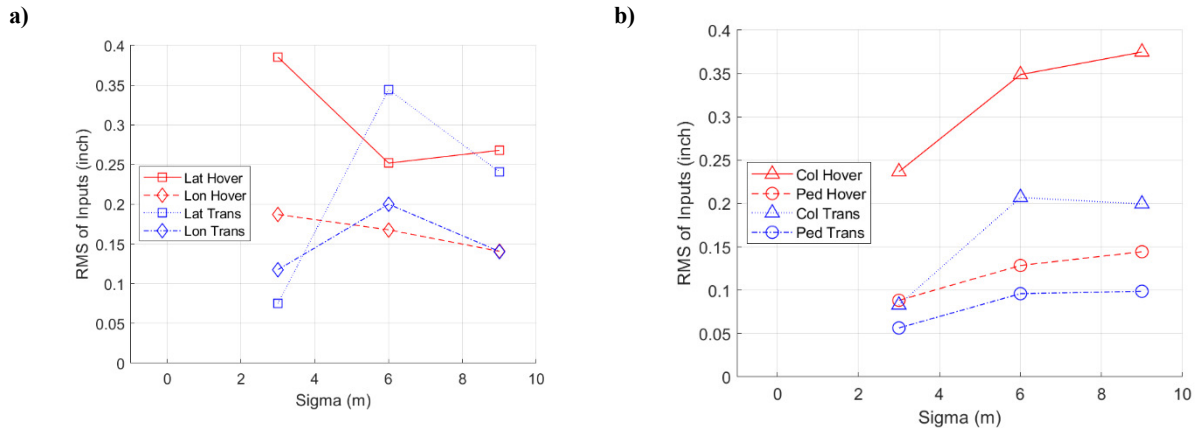 a)
0.4
0.35
0.3
0.25
0.2
0.15
0.1
0.05
0
RMS of Inputs (inch)
Lat Hover
Lon Hover
Lat Trans
Lon Trans
0 2 4 6 8 10
Sigma (m)
b)
0.4
0.35
0.3
0.25
0.2
0.15
0.1
0.05
0
RMS of Inputs (inch)
Col Hover
Ped Hover
Col Trans
Ped Trans
0 2 4 6 8 10
Sigma (m)